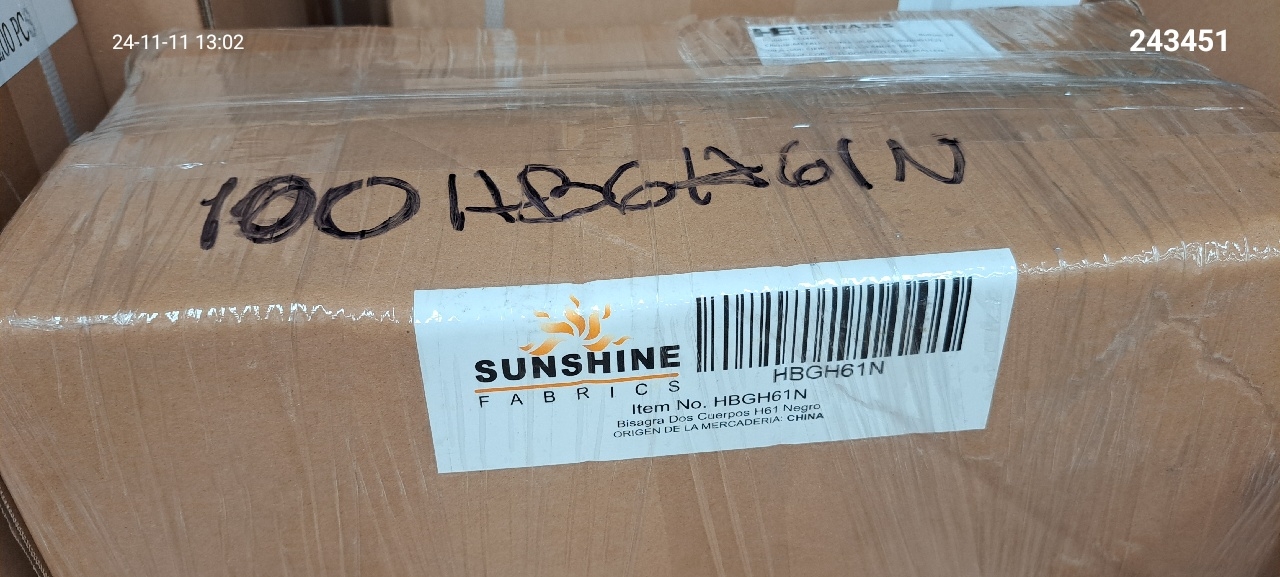 24-11-11 13:02
243451
100 HBGH61N
SUNSHINE
FABRICS
HBGH61N
Item No. HBGH61N
Bisagra Dos Cuerpos H61 Negro
ORIGEN DE LA MERCADERIA: CHINA